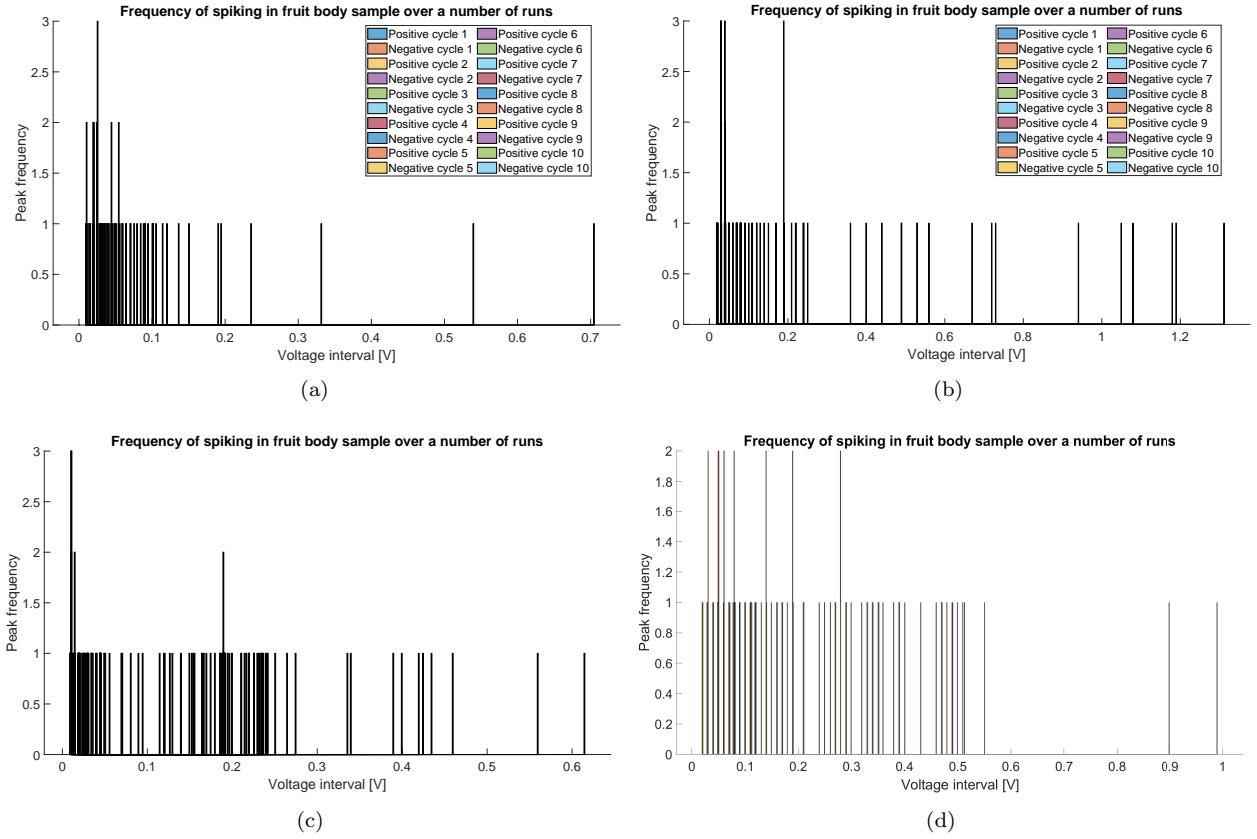 Frequency of spiking in fruit body sample over a number of runs
3
2.5
2
1.5
1
0.5
0
Peak frequency
Positive cycle 1 Positive cycle 6
Negative cycle 1 Negative cycle 6
Positive cycle 2 Positive cycle 7
Negative cycle 2 Negative cycle 7
Positive cycle 3 Positive cycle 8
Negative cycle 3 Negative cycle 8
Positive cycle 4 Positive cycle 9
Negative cycle 4 Negative cycle 9
Positive cycle 5 Positive cycle 10
Negative cycle 5 Negative cycle 10
0 0.1 0.2 0.3 0.4 0.5 0.6 0.7
Voltage interval [V]
(a)
Frequency of spiking in fruit body sample over a number of runs
3
2.5
2
1.5
1
0.5
0
Peak frequency
Positive cycle 1 Positive cycle 6
Negative cycle 1 Negative cycle 6
Positive cycle 2 Positive cycle 7
Negative cycle 2 Negative cycle 7
Positive cycle 3 Positive cycle 8
Negative cycle 3 Negative cycle 8
Positive cycle 4 Positive cycle 9
Negative cycle 4 Negative cycle 9
Positive cycle 5 Positive cycle 10
Negative cycle 5 Negative cycle 10
0 0.2 0.4 0.6 0.8 1 1.2
Voltage interval [V]
(b)
Frequency of spiking in fruit body sample over a number of runs
3
2.5
2
1.5
1
0.5
0
Peak frequency
0 0.1 0.2 0.3 0.4 0.5 0.6
Voltage interval [V]
(c)
Frequency of spiking in fruit body sample over a number of runs
2
1.8
1.6
1.4
1.2
1
0.8
0.6
0.4
0.2
0
Peak frequency
0 0.1 0.2 0.3 0.4 0.5 0.6 0.7 0.8 0.9 1
Voltage interval [V]
(d)